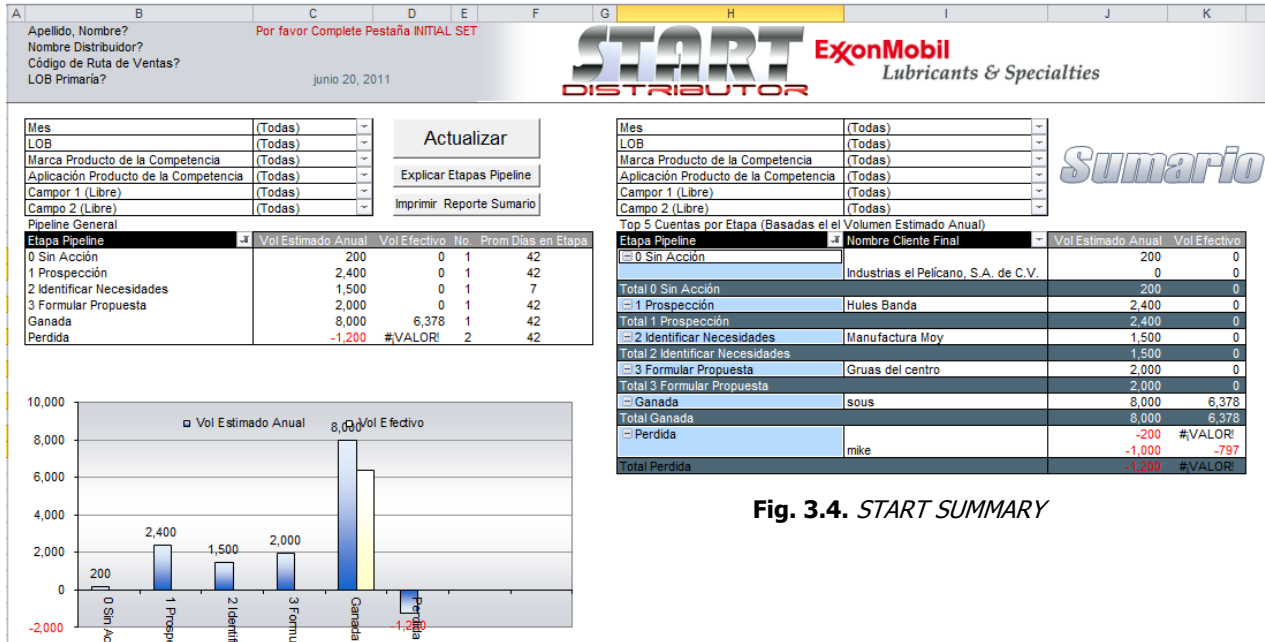 A B C D E F G H I J K
Apellido, Nombre? Por favor Complete Pestaña INITIAL SET
Nombre Distribuidor?
Código de Ruta de Ventas?
LOB Primaría? junio 20, 2011
START
DISTRIBUTOR
ExxonMobil
Lubricants & Specialties
Mes (Todas)
LOB (Todas)
Marca Producto de la Competencia (Todas)
Aplicación Producto de la Competencia (Todas)
Campor 1 (Libre) (Todas)
Campo 2 (Libre) (Todas)
Actualizar
Explicar Etapas Pipeline
Imprimir Reporte Sumario
Pipeline General
Etapa Pipeline Vol Estimado Anual Vol Efectivo No. Prom Días en Etapa
0 Sin Acción 200 0 1 42
1 Prospección 2,400 0 1 42
2 Identificar Necesidades 1,500 0 1 7
3 Formular Propuesta 2,000 0 1 42
Ganada 8,000 6,378 1 42
Perdida -1,200 #¡VALOR! 2 42
Mes (Todas)
LOB (Todas)
Marca Producto de la Competencia (Todas)
Aplicación Producto de la Competencia (Todas)
Campor 1 (Libre) (Todas)
Campo 2 (Libre) (Todas)
Sumario
Top 5 Cuentas por Etapa (Basadas el el Volumen Estimado Anual)
Etapa Pipeline Nombre Cliente Final Vol Estimado Anual Vol Efectivo
0 Sin Acción 200 0
Industrias el Pelícano, S.A. de C.V. 0 0
Total 0 Sin Acción 200 0
1 Prospección Hules Banda 2,400 0
Total 1 Prospección 2,400 0
2 Identificar Necesidades Manufactura Moy 1,500 0
Total 2 Identificar Necesidades 1,500 0
3 Formular Propuesta Gruas del centro 2,000 0
Total 3 Formular Propuesta 2,000 0
Ganada sous 8,000 6,378
Total Ganada 8,000 6,378
Perdida -200 #¡VALOR!
mike -1,000 -797
Total Perdida -1,200 #¡VALOR!
Vol Estimado Anual Vol Efectivo
10,000
8,000
6,000
4,000
2,000
0
-2,000
200
2,400
1,500
2,000
8,000
-1,200
0 Sin Ac
1 Prospe
2 Identif
3 Formu
Ganada
Perdida
Fig. 3.4. START SUMMARY